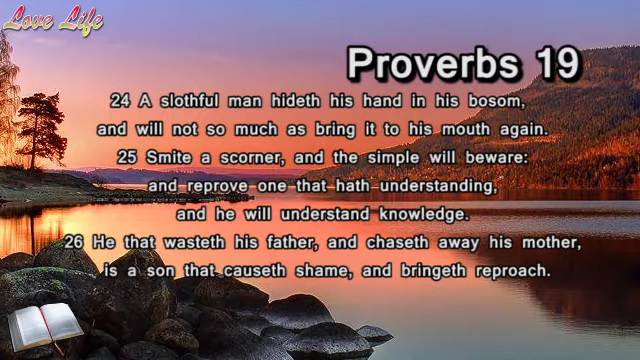 Love Life
Proverbs 19
24 A slothful man hideth his hand in his bosom,
and will not so much as bring it to his mouth again.
25 Smite a scorner, and the simple will beware:
and reprove one that hath understanding,
and he will understand knowledge.
26 He that wasteth his father, and chaseth away his mother,
is a son that causeth shame, and bringeth reproach.